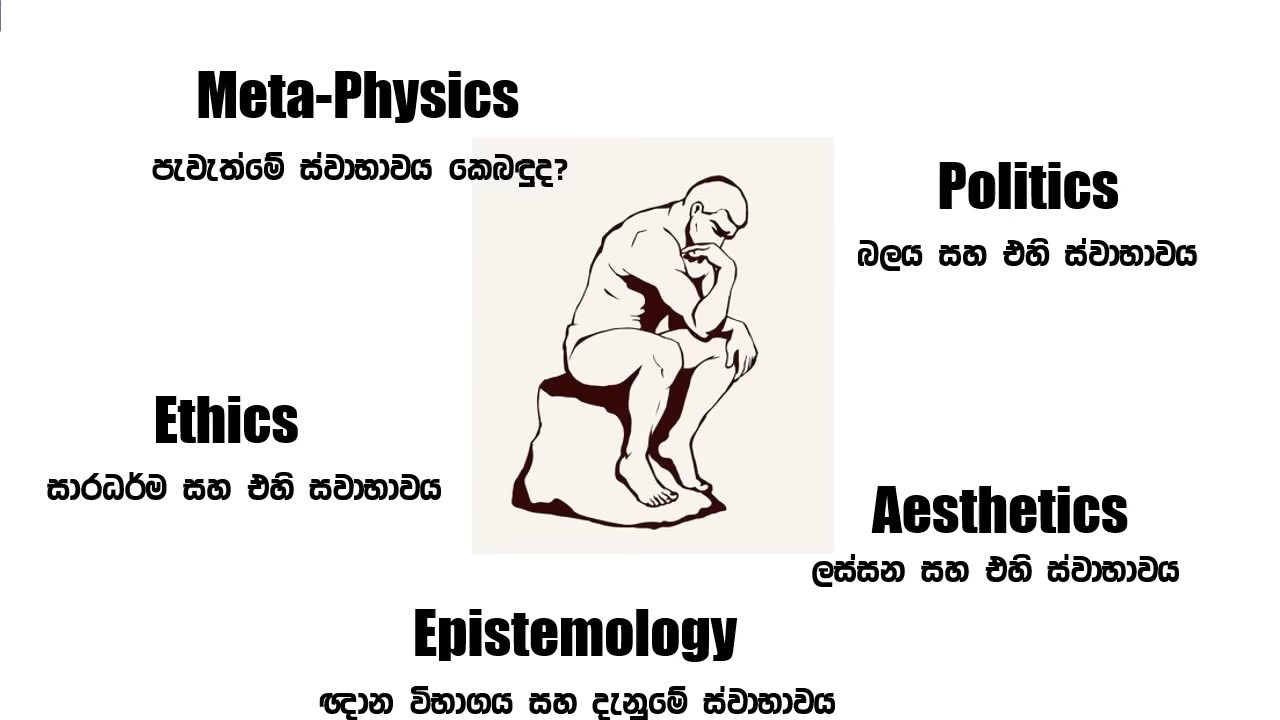 Meta-Physics
පැවැත්මේ ස්වාභාවය කෙබඳුද?
Politics
බලය සහ එහි ස්වාභාවය
Ethics
සාරධර්ම සහ එහි සවාභාවය
Aesthetics
ලස්සන සහ එහි ස්වාභාවය
Epistemology
ඥාන විභාගය සහ දැනුමේ ස්වාභාවය